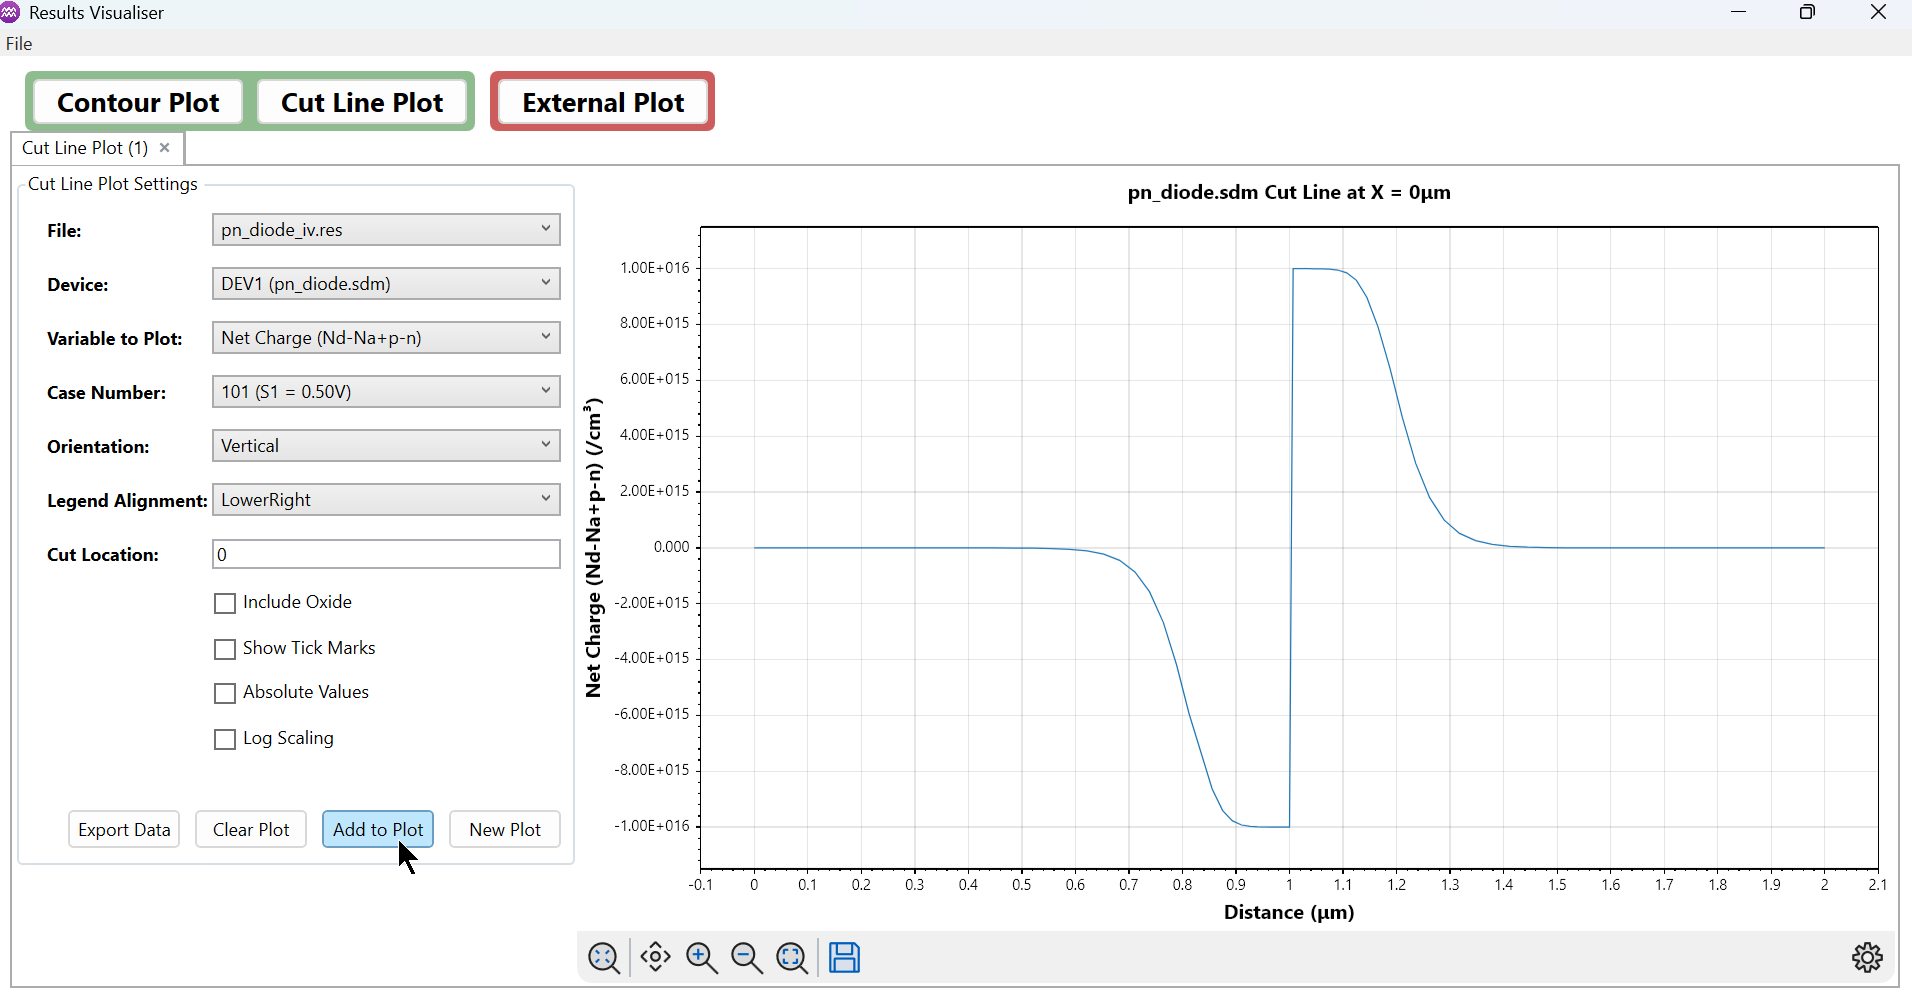 Results Visualiser
File
Contour Plot
Cut Line Plot
External Plot
Cut Line Plot (1) ×
Cut Line Plot Settings
File:
pn_diode_iv.res
Device:
DEV1 (pn_diode.sdm)
Variable to Plot:
Net Charge (Nd-Na+p-n)
Case Number:
101 (S1 = 0.50V)
Orientation:
Vertical
Legend Alignment:
LowerRight
Cut Location:
0
Include Oxide
Show Tick Marks
Absolute Values
Log Scaling
Export Data
Clear Plot
Add to Plot
New Plot
pn_diode.sdm Cut Line at X = 0µm
Net Charge (Nd-Na+p-n) (/cm³)
1.00E+016
8.00E+015
6.00E+015
4.00E+015
2.00E+015
0.000
-2.00E+015
-4.00E+015
-6.00E+015
-8.00E+015
-1.00E+016
-0.1 0 0.1 0.2 0.3 0.4 0.5 0.6 0.7 0.8 0.9 1 1.1 1.2 1.3 1.4 1.5 1.6 1.7 1.8 1.9 2 2.1
Distance (µm)